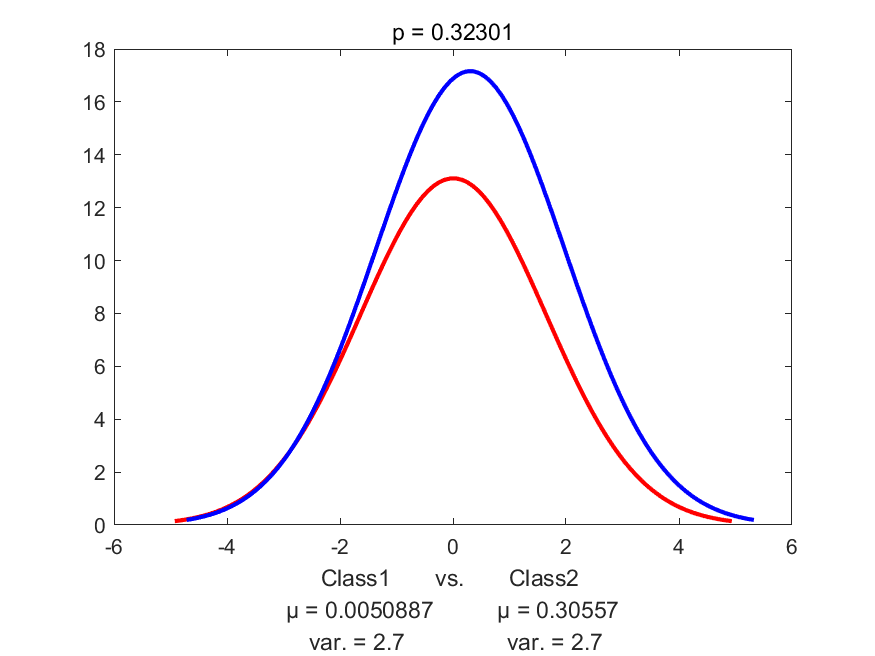 p = 0.32301
18
16
14
12
10
8
6
4
2
0
-6 -4 -2 0 2 4 6
Class1 vs. Class2
μ = 0.0050887 μ = 0.30557
var. = 2.7 var. = 2.7